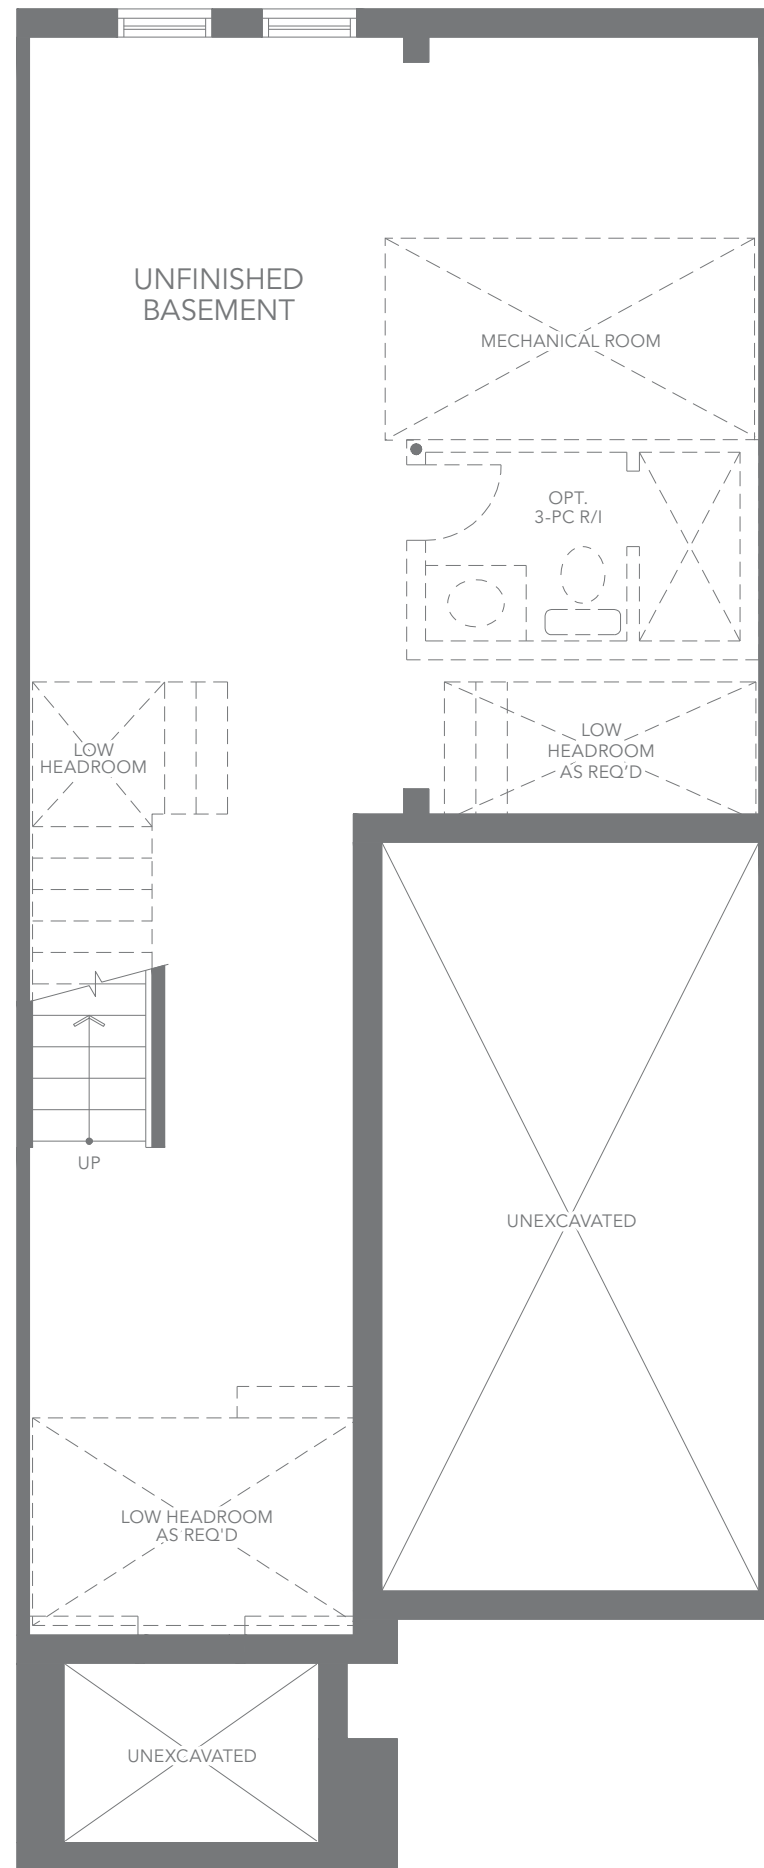 UNFINISHED
BASEMENT
MECHANICAL ROOM
OPT.
3-PC R/I
LOW
HEADROOM
LOW
HEADROOM
AS REQ'D
UP
UNEXCAVATED
LOW HEADROOM
AS REQ'D
UNEXCAVATED